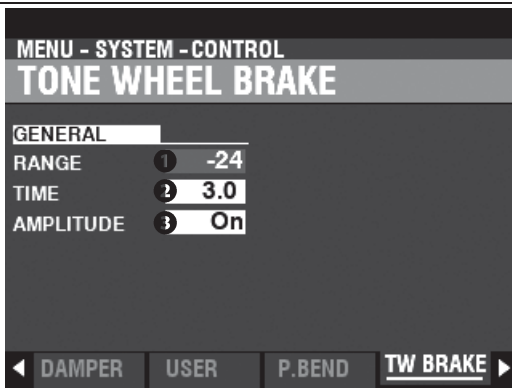 MENU - SYSTEM - CONTROL
TONE WHEEL BRAKE
GENERAL
RANGE 1 -24
TIME 2 3.0
AMPLITUDE 3 On
DAMPER USER P.BEND TW BRAKE